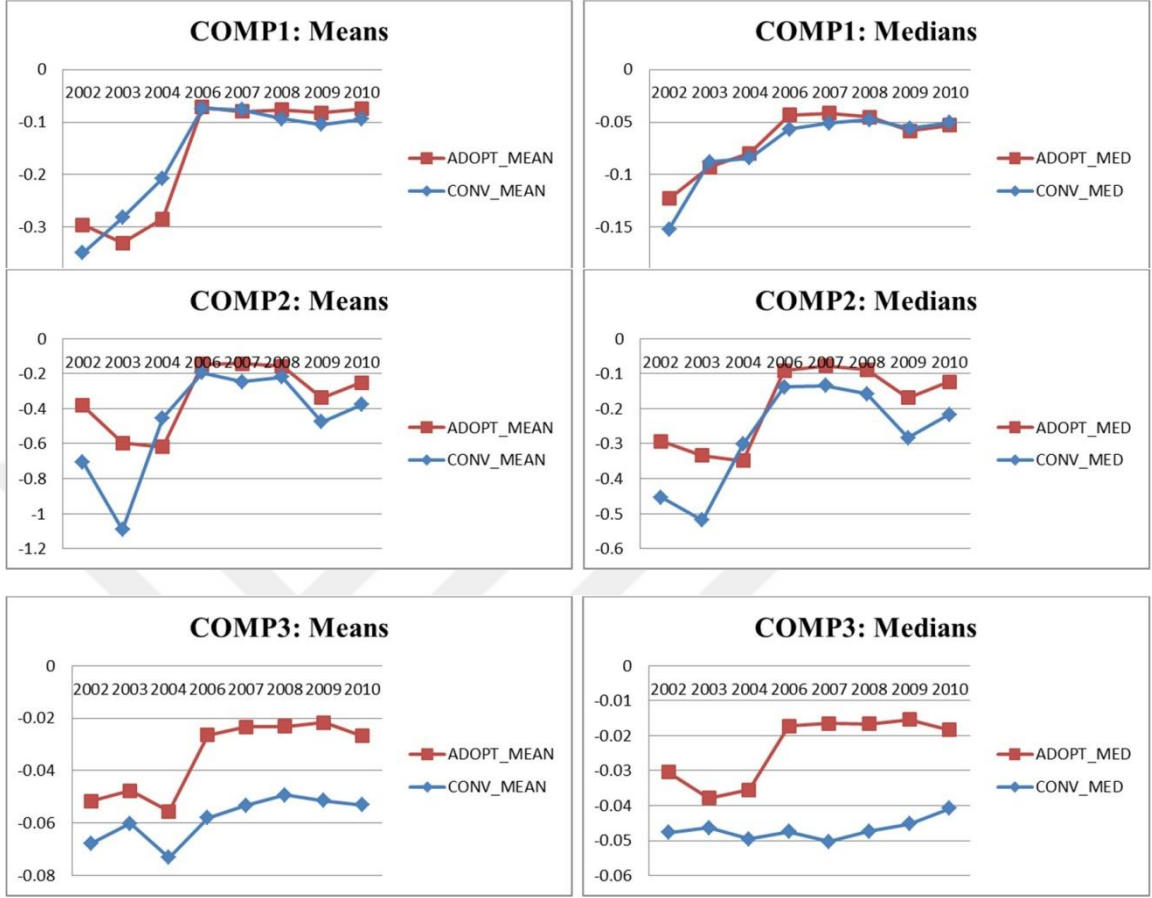 COMP1: Means
0
2002 2003 2004 2006 2007 2008 2009 2010
-0.1
ADOPT_MEAN
-0.2
CONV_MEAN
-0.3
COMP1: Medians
0
2002 2003 2004 2006 2007 2008 2009 2010
-0.05
ADOPT_MED
-0.1
CONV_MED
-0.15
COMP2: Means
0
2002 2003 2004 2006 2007 2008 2009 2010
-0.2
-0.4
ADOPT_MEAN
-0.6
CONV_MEAN
-0.8
-1
-1.2
COMP2: Medians
0
2002 2003 2004 2006 2007 2008 2009 2010
-0.1
-0.2
ADOPT_MED
-0.3
CONV_MED
-0.4
-0.5
-0.6
COMP3: Means
0
2002 2003 2004 2006 2007 2008 2009 2010
-0.02
ADOPT_MEAN
-0.04
CONV_MEAN
-0.06
-0.08
COMP3: Medians
0
2002 2003 2004 2006 2007 2008 2009 2010
-0.01
-0.02
ADOPT_MED
-0.03
CONV_MED
-0.04
-0.05
-0.06